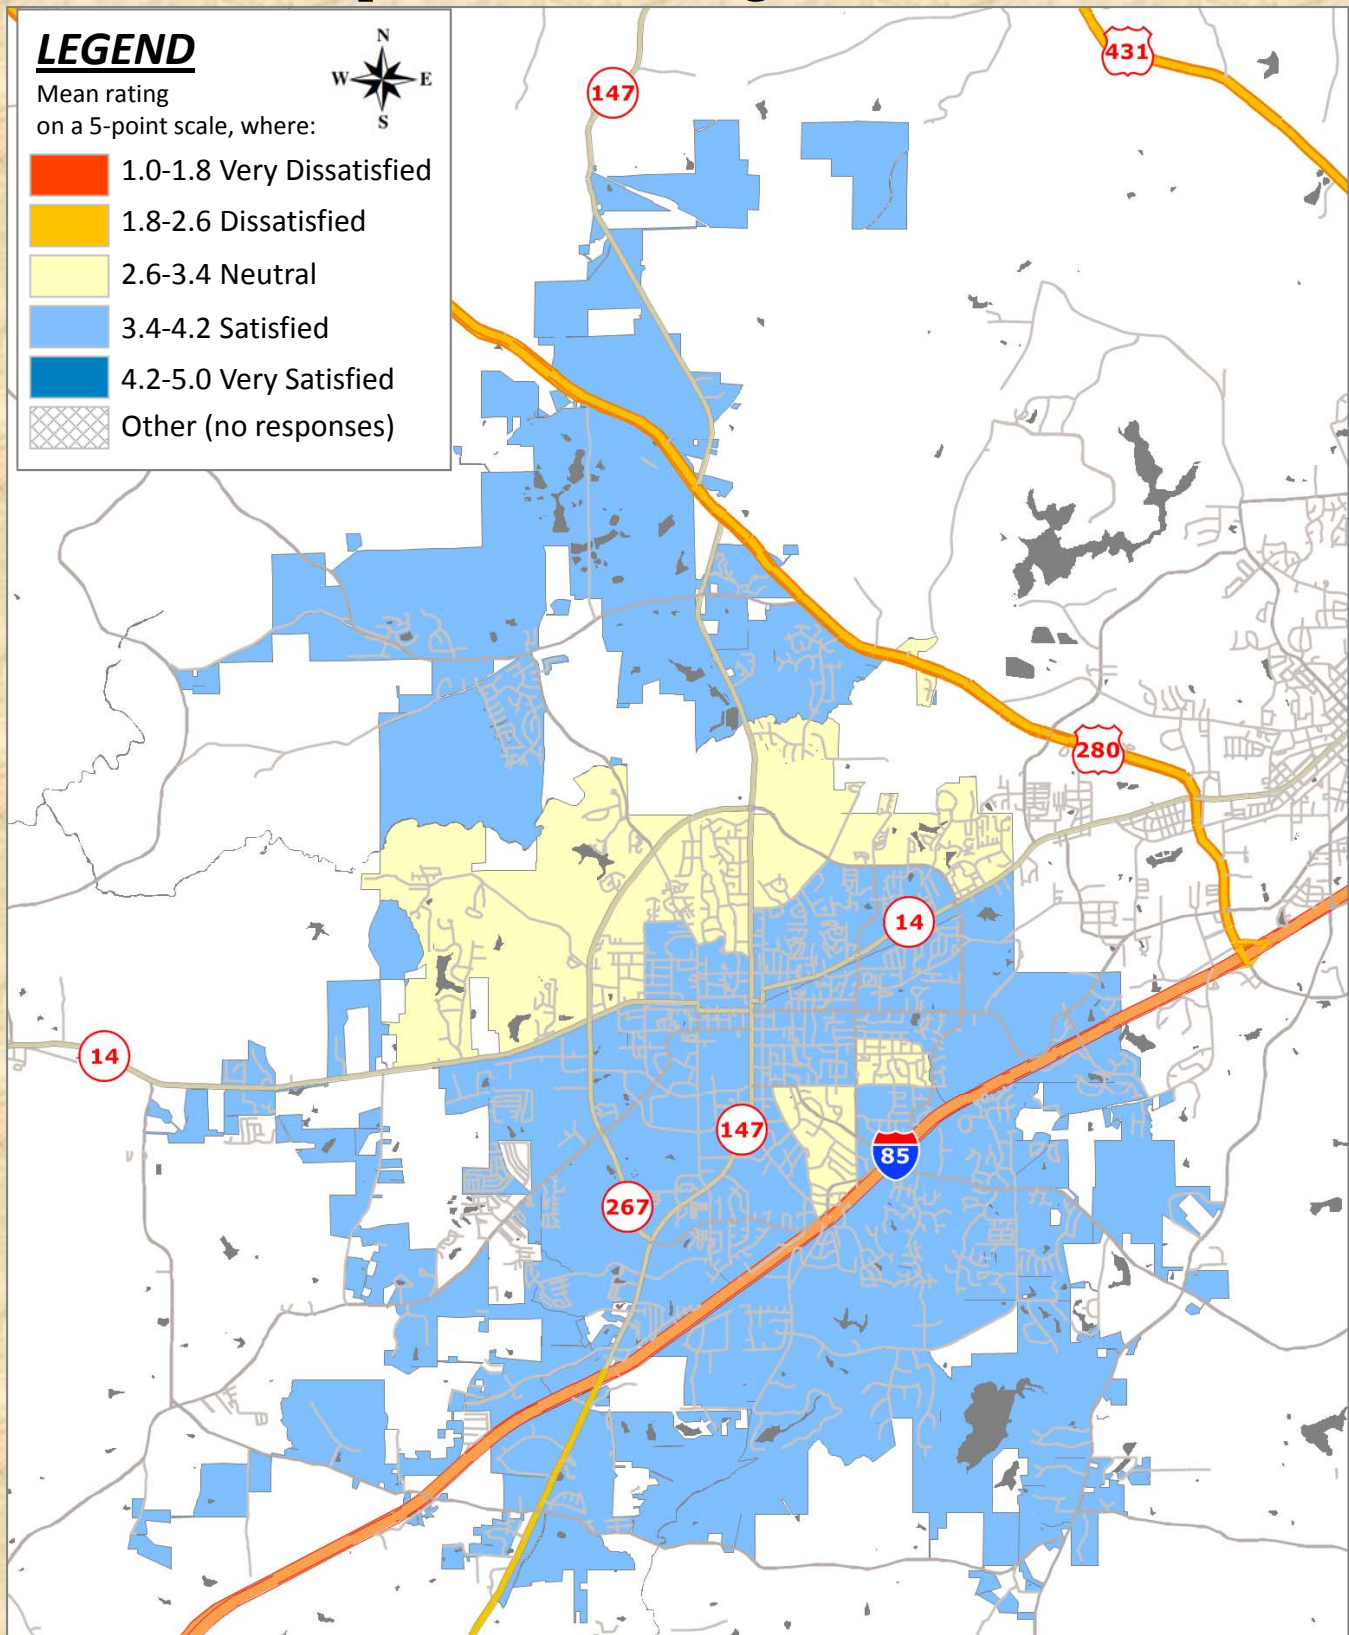 LEGEND
N
W E
S
Mean rating
on a 5-point scale, where:
1.0-1.8 Very Dissatisfied
1.8-2.6 Dissatisfied
2.6-3.4 Neutral
3.4-4.2 Satisfied
4.2-5.0 Very Satisfied
Other (no responses)
431
147
280
14
14
147
85
267